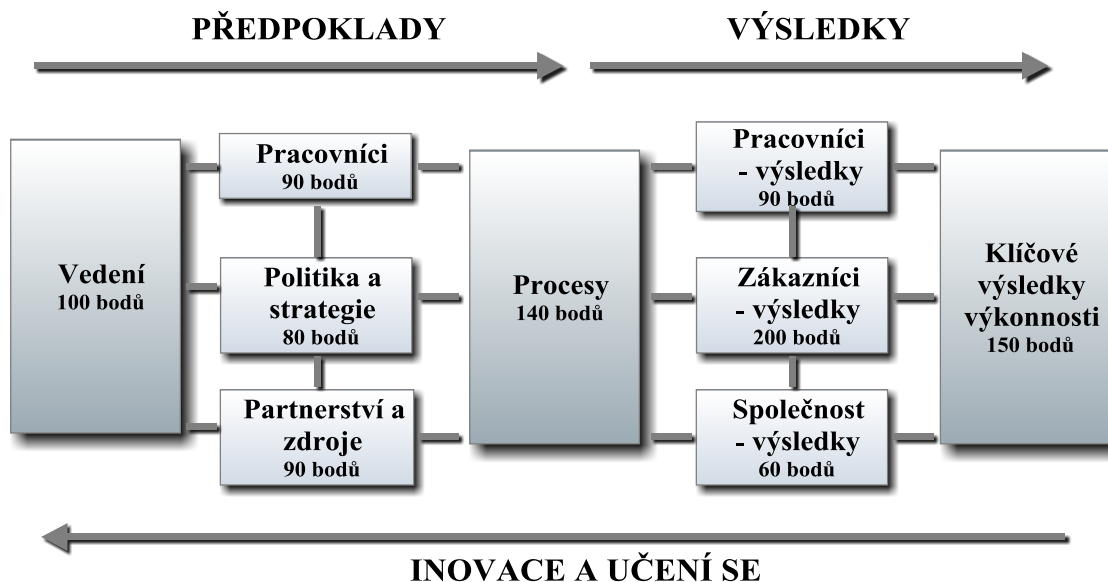 PŘEDPOKLADY
VÝSLEDKY
Vedení
100 bodů
Pracovníci
90 bodů
Politika a
strategie
80 bodů
Partnerství a
zdroje
90 bodů
Procesy
140 bodů
Pracovníci
- výsledky
90 bodů
Zákazníci
- výsledky
200 bodů
Společnost
- výsledky
60 bodů
Klíčové
výsledky
výkonnosti
150 bodů
INOVACE A UČENÍ SE